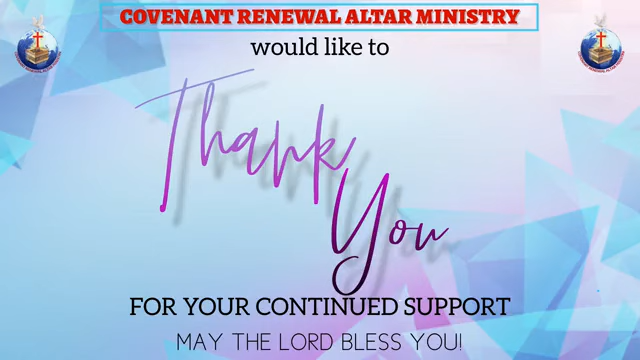 COVENANT RENEWAL ALTAR MINISTRY
would like to
Thank
You
FOR YOUR CONTINUED SUPPORT
MAY THE LORD BLESS YOU!